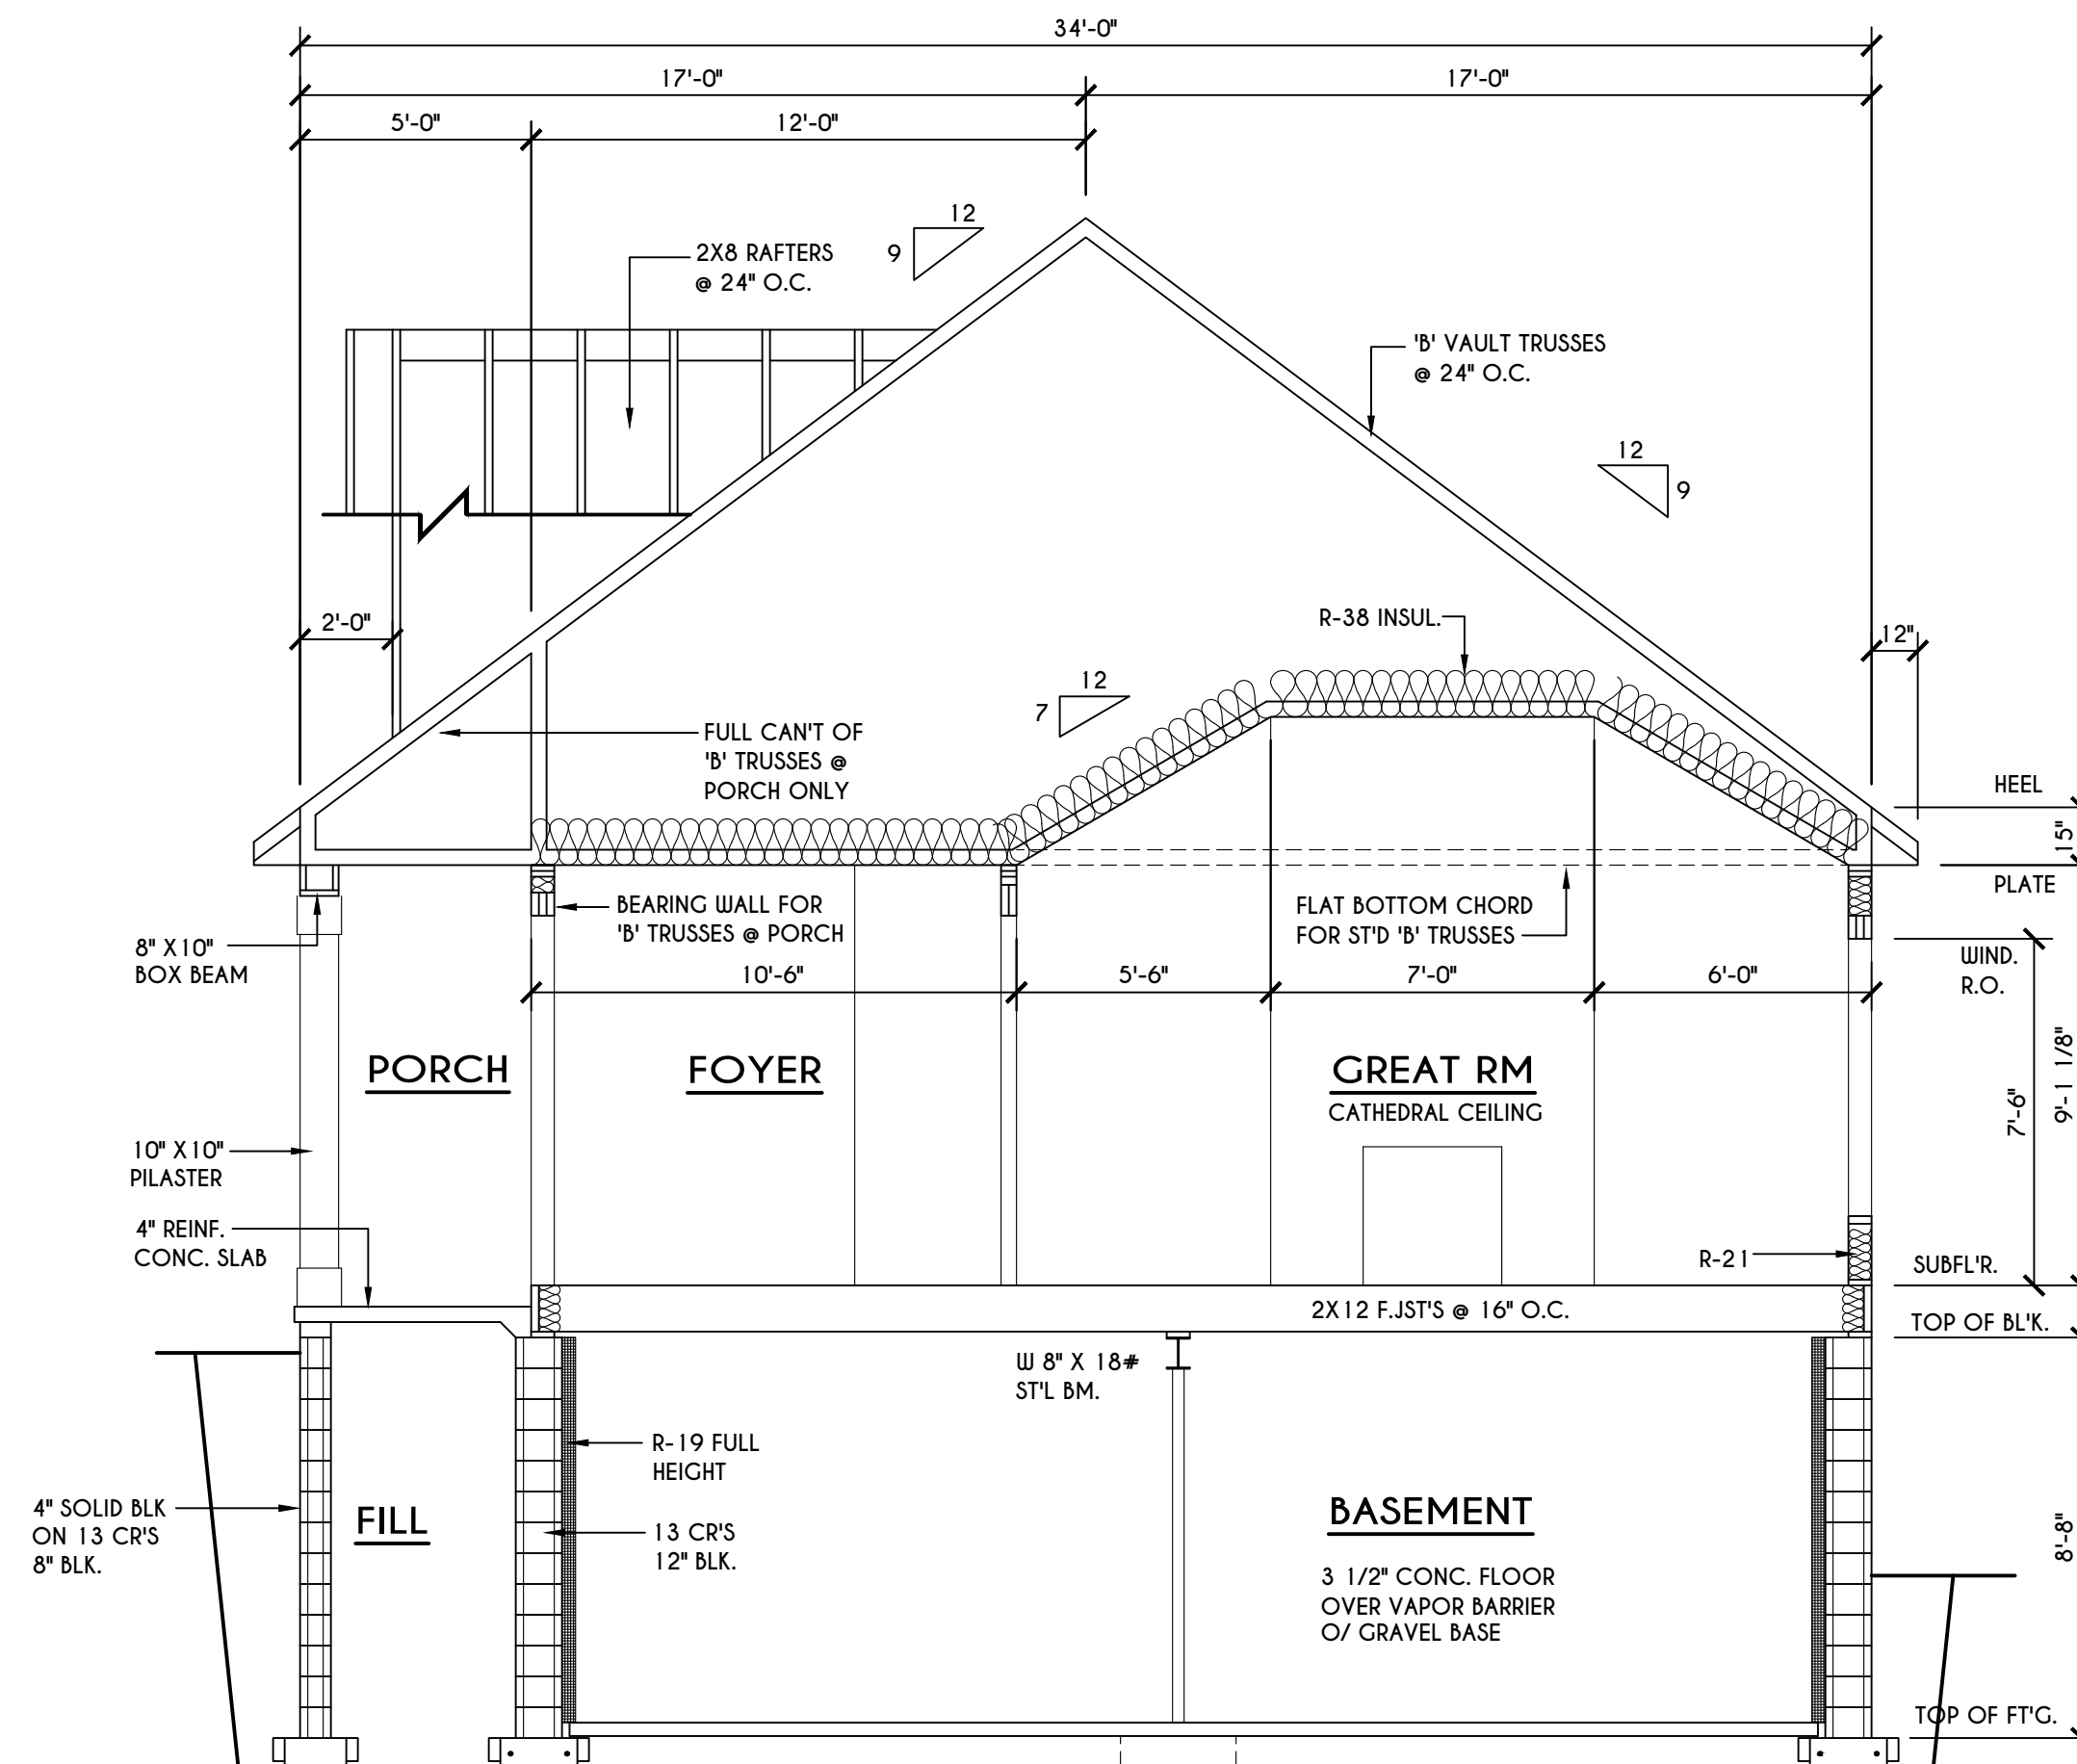 34'-0"
17'-0"
17'-0"
5'-0"
12'-0"
12
9
2X8 RAFTERS
@ 24" O.C.
'B' VAULT TRUSSES
@ 24" O.C.
12
9
2'-0"
R-38 INSUL.
12"
12
7
FULL CAN'T OF
'B' TRUSSES @
PORCH ONLY
HEEL
15"
PLATE
BEARING WALL FOR
'B' TRUSSES @ PORCH
FLAT BOTTOM CHORD
FOR ST'D 'B' TRUSSES
8" X10"
BOX BEAM
WIND.
R.O.
10'-6"
5'-6"
7'-0"
6'-0"
PORCH
FOYER
GREAT RM
CATHEDRAL CEILING
7'-6"
9'-1 1/8"
10" X10"
PILASTER
4" REINF.
CONC. SLAB
R-21
SUBFL'R.
2X12 F.JST'S @ 16" O.C.
TOP OF BL'K.
W 8" X 18#
ST'L BM.
R-19 FULL
HEIGHT
4" SOLID BLK
ON 13 CR'S
8" BLK.
FILL
13 CR'S
12" BLK.
BASEMENT
3 1/2" CONC. FLOOR
OVER VAPOR BARRIER
O/ GRAVEL BASE
8'-8"
TOP OF FT'G.